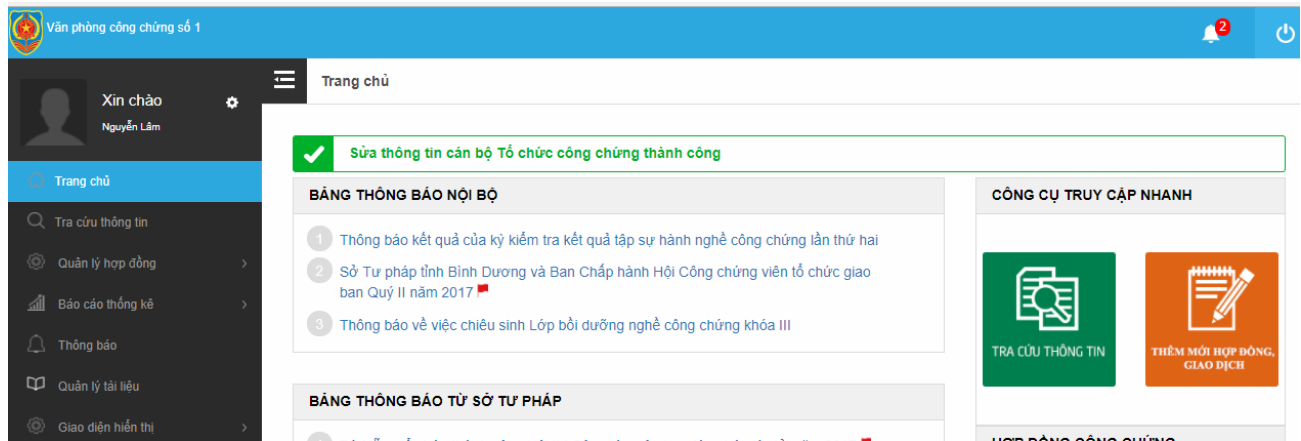 Văn phòng công chứng số 1
2
Xin chào
Nguyễn Lâm
Trang chủ
Trang chủ
Tra cứu thông tin
Quản lý hợp đồng
Báo cáo thống kê
Thông báo
Quản lý tài liệu
Giao diện hiển thị
Sửa thông tin cán bộ Tổ chức công chứng thành công
BẢNG THÔNG BÁO NỘI BỘ
1 Thông báo kết quả của kỳ kiểm tra kết quả tập sự hành nghề công chứng lần thứ hai
2 Sở Tư pháp tỉnh Bình Dương và Ban Chấp hành Hội Công chứng viên tổ chức giao
ban Quý II năm 2017
3 Thông báo về việc chiêu sinh Lớp bồi dưỡng nghề công chứng khóa III
BẢNG THÔNG BÁO TỪ SỞ TƯ PHÁP
CÔNG CỤ TRUY CẬP NHANH
TRA CỨU THÔNG TIN
THÊM MỚI HỢP ĐỒNG,
GIAO DỊCH
HỢP ĐỒNG CÔNG CHỨNG